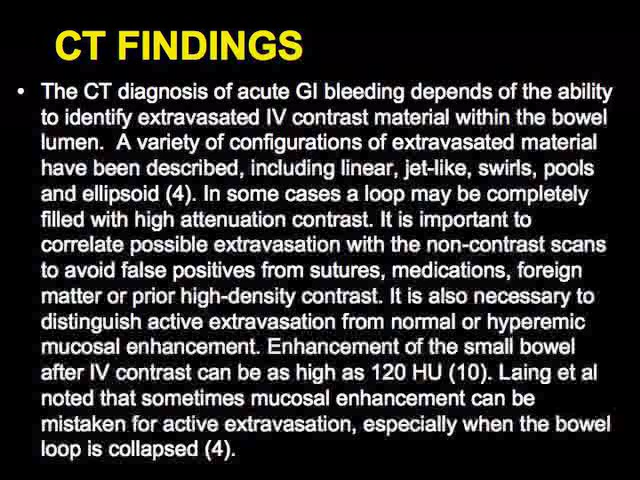 CT FINDINGS
• The CT diagnosis of acute GI bleeding depends of the ability
to identify extravasated IV contrast material within the bowel
lumen.  A variety of configurations of extravasated material
have been described, including linear, jet-like, swirls, pools
and ellipsoid (4). In some cases a loop may be completely
filled with high attenuation contrast. It is important to
correlate possible extravasation with the non-contrast scans
to avoid false positives from sutures, medications, foreign
matter or prior high-density contrast. It is also necessary to
distinguish active extravasation from normal or hyperemic
mucosal enhancement. Enhancement of the small bowel
after IV contrast can be as high as 120 HU (10). Laing et al
noted that sometimes mucosal enhancement can be
mistaken for active extravasation, especially when the bowel
loop is collapsed (4).